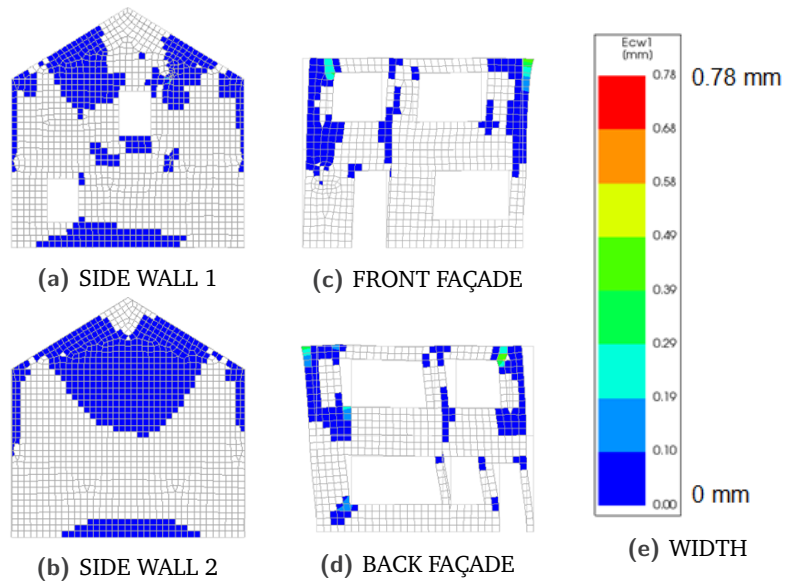 (a) SIDE WALL 1
(c) FRONT FAÇADE
(b) SIDE WALL 2
(d) BACK FAÇADE
Ecw1
(mm)
0.78
0.68
0.58
0.49
0.39
0.29
0.19
0.10
0.00
0.78 mm
0 mm
(e) WIDTH